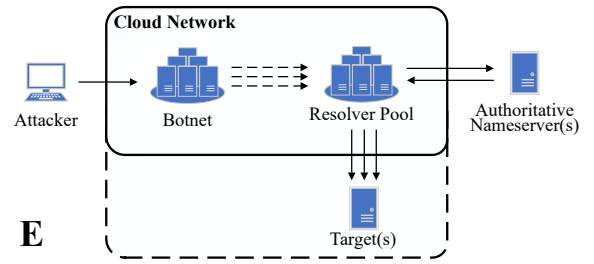 Cloud Network
Attacker
Botnet
Resolver Pool
Authoritative
Nameserver(s)
E
Target(s)